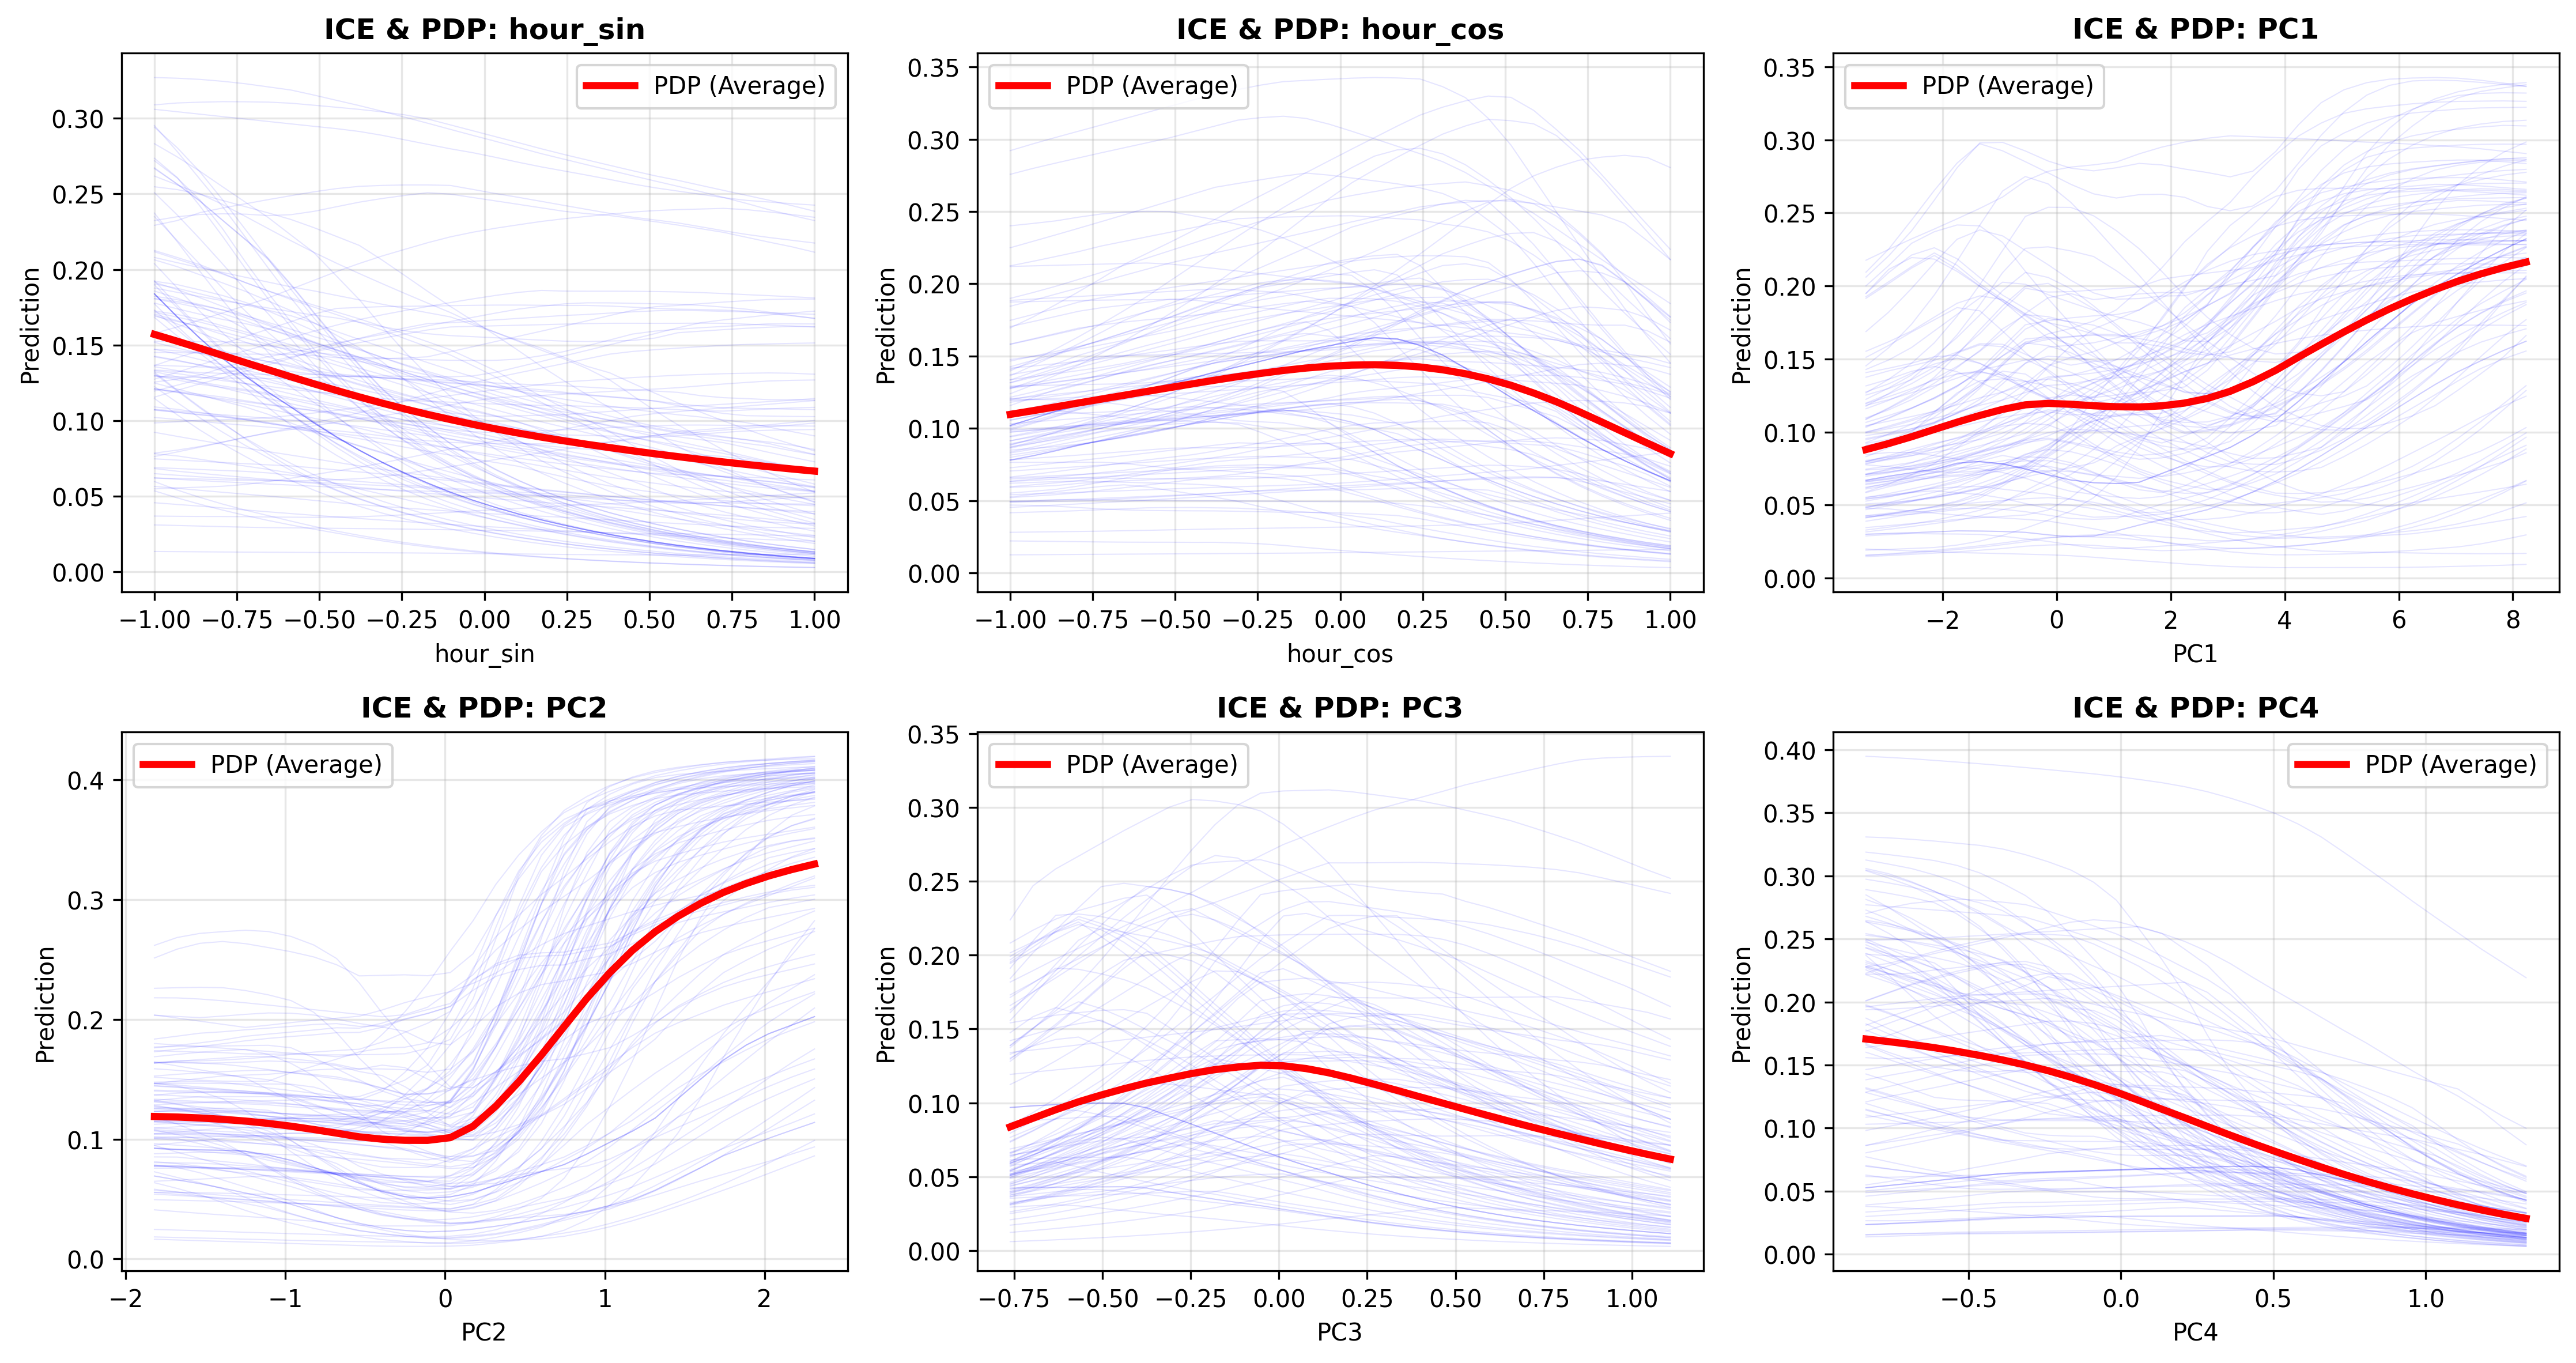 ICE & PDP: hour_sin
PDP (Average)
Prediction
0.30
0.25
0.20
0.15
0.10
0.05
0.00
−1.00 −0.75 −0.50 −0.25 0.00 0.25 0.50 0.75 1.00
hour_sin
ICE & PDP: hour_cos
PDP (Average)
Prediction
0.35
0.30
0.25
0.20
0.15
0.10
0.05
0.00
−1.00 −0.75 −0.50 −0.25 0.00 0.25 0.50 0.75 1.00
hour_cos
ICE & PDP: PC1
PDP (Average)
Prediction
0.35
0.30
0.25
0.20
0.15
0.10
0.05
0.00
−2 0 2 4 6 8
PC1
ICE & PDP: PC2
PDP (Average)
Prediction
0.4
0.3
0.2
0.1
0.0
−2 −1 0 1 2
PC2
ICE & PDP: PC3
PDP (Average)
Prediction
0.35
0.30
0.25
0.20
0.15
0.10
0.05
0.00
−0.75 −0.50 −0.25 0.00 0.25 0.50 0.75 1.00
PC3
ICE & PDP: PC4
PDP (Average)
Prediction
0.40
0.35
0.30
0.25
0.20
0.15
0.10
0.05
0.00
−0.5 0.0 0.5 1.0
PC4